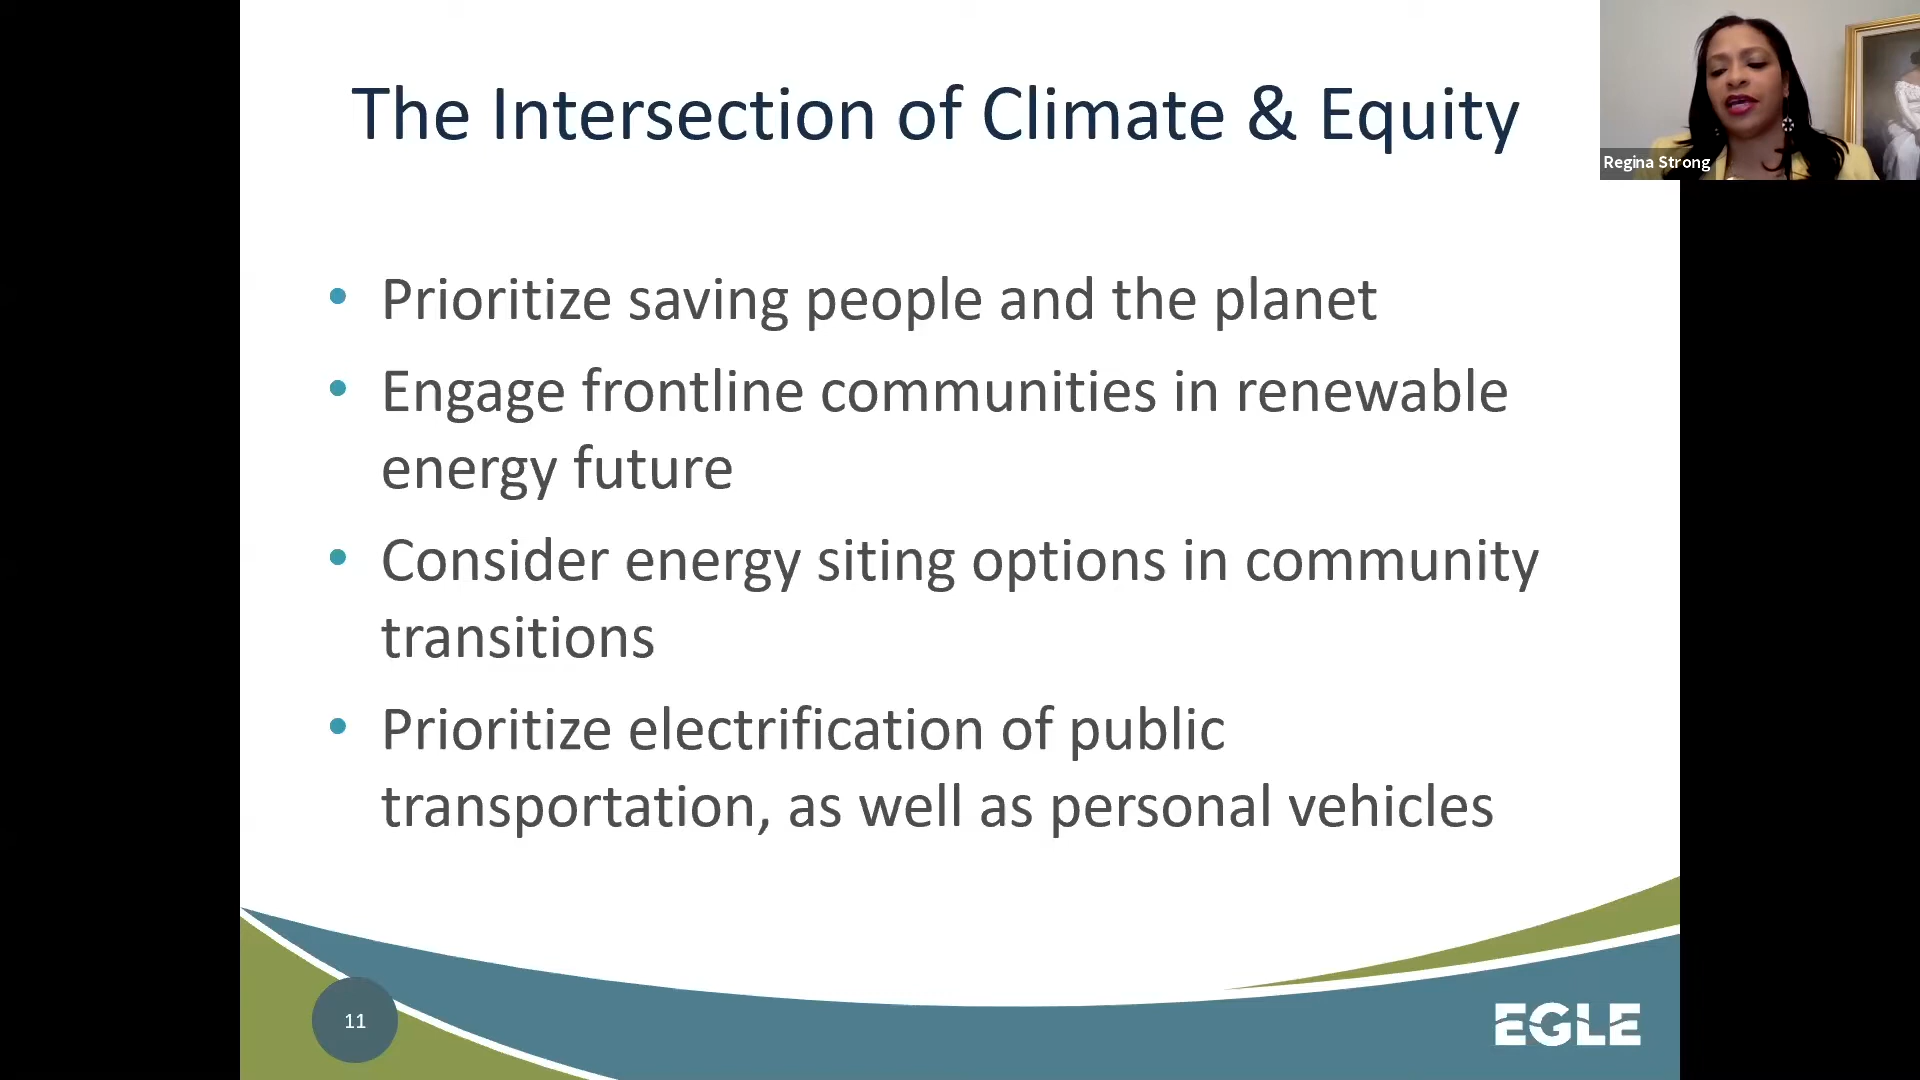 The Intersection of Climate & Equity
Regina Strong
• Prioritize saving people and the planet
• Engage frontline communities in renewable
energy future
• Consider energy siting options in community
transitions
• Prioritize electrification of public
transportation, as well as personal vehicles
11
EGLE